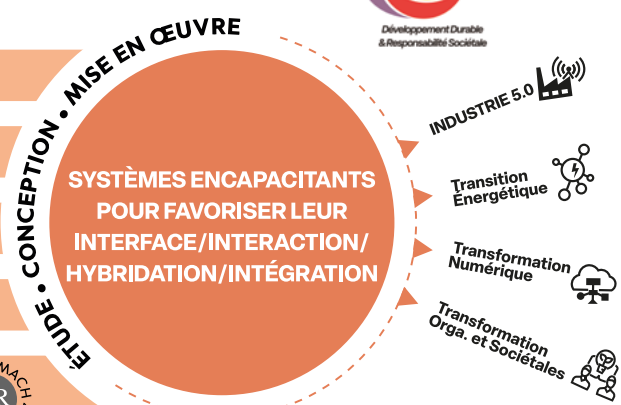 Développement Durable
& Responsabilité Sociétale
ÉTUDE • CONCEPTION • MISE EN ŒUVRE
SYSTÈMES ENCAPACITANTS
POUR FAVORISER LEUR
INTERFACE/INTERACTION/
HYBRIDATION/INTÉGRATION
INDUSTRIE 5.0
Transition
Énergétique
Transformation
Numérique
Transformation
Orga. et Sociétales